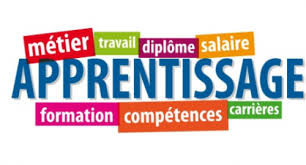 métier travail diplôme salaire
APPRENTISSAGE
formation compétences carrières